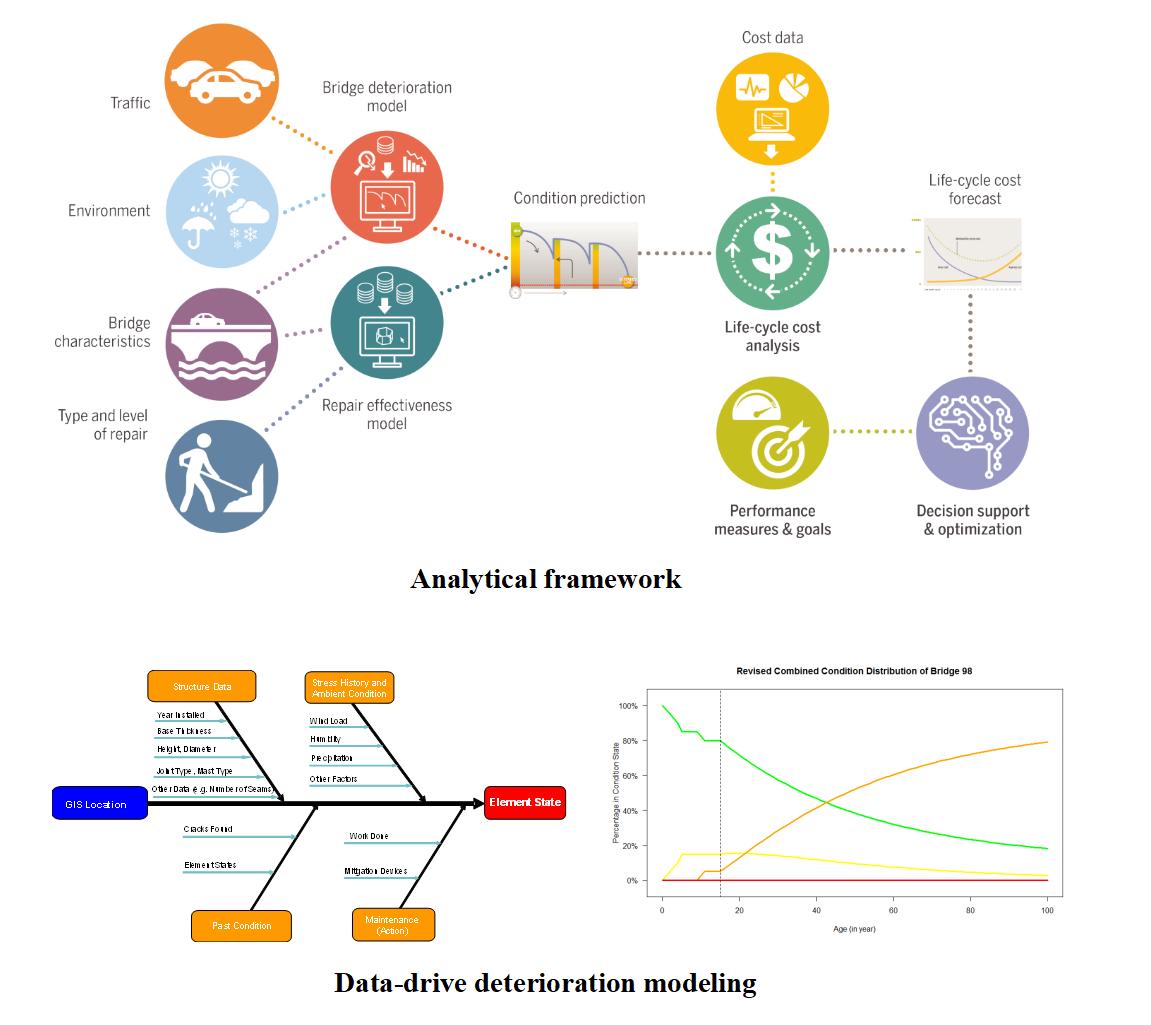 Traffic
Environment
Bridge
characteristics
Type and level
of repair
Bridge deterioration
model
Repair effectiveness
model
Condition prediction
Cost data
Life-cycle cost
analysis
Life-cycle cost
forecast
Performance
measures & goals
Decision support
& optimization
Analytical framework
Structure Data
Year Installed
Base Thickness
Height, Diameter
Joint Type, Mast Type
Other Data (e.g. Number of Seams)
Stress History and
Ambient Condition
Wind Load
Humidity
Precipitation
Other Factors
GIS Location
Element State
Cracks Found
Element States
Past Condition
Work Done
Mitigation Devices
Maintenance
(Action)
Revised Combined Condition Distribution of Bridge 98
Percentage in Condition State
100%
80%
60%
40%
20%
0%
0 20 40 60 80 100
Age (in year)
Data-drive deterioration modeling